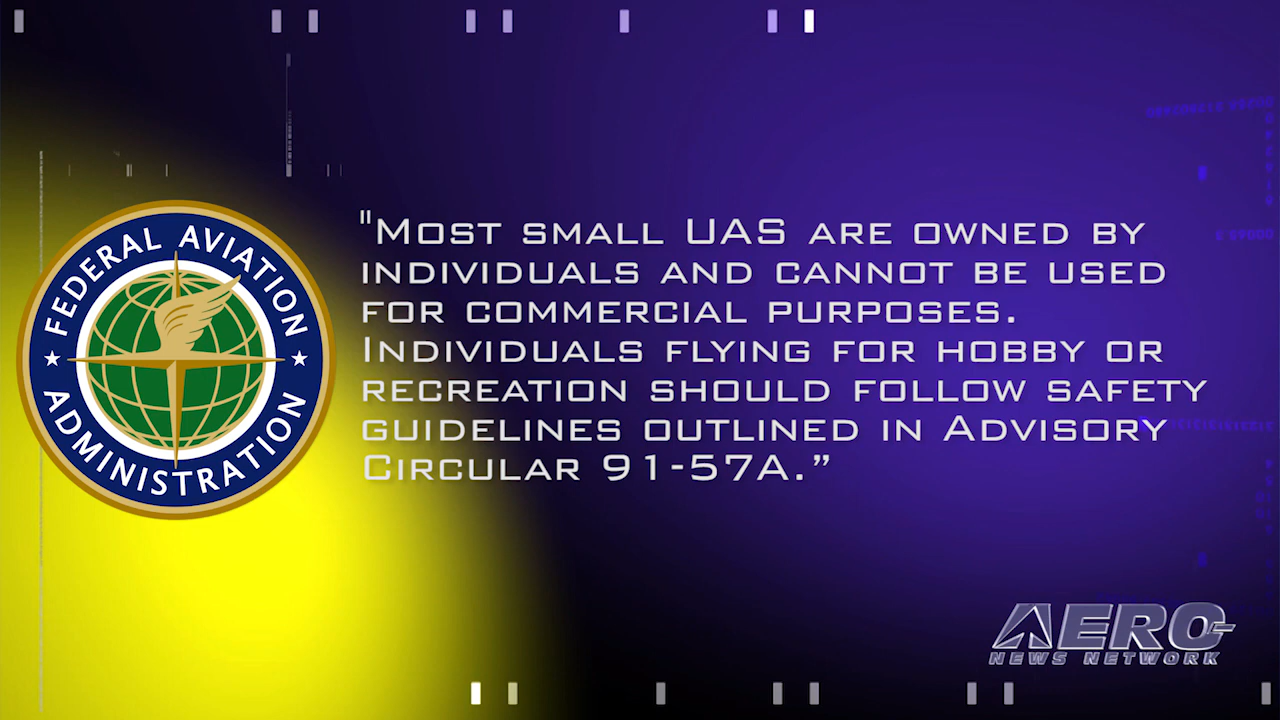 FEDERAL AVIATION
ADMINISTRATION
"Most small UAS are owned by
individuals and cannot be used
for commercial purposes.
Individuals flying for hobby or
recreation should follow safety
guidelines outlined in Advisory
Circular 91-57A.”
AERO
NEWS NETWORK